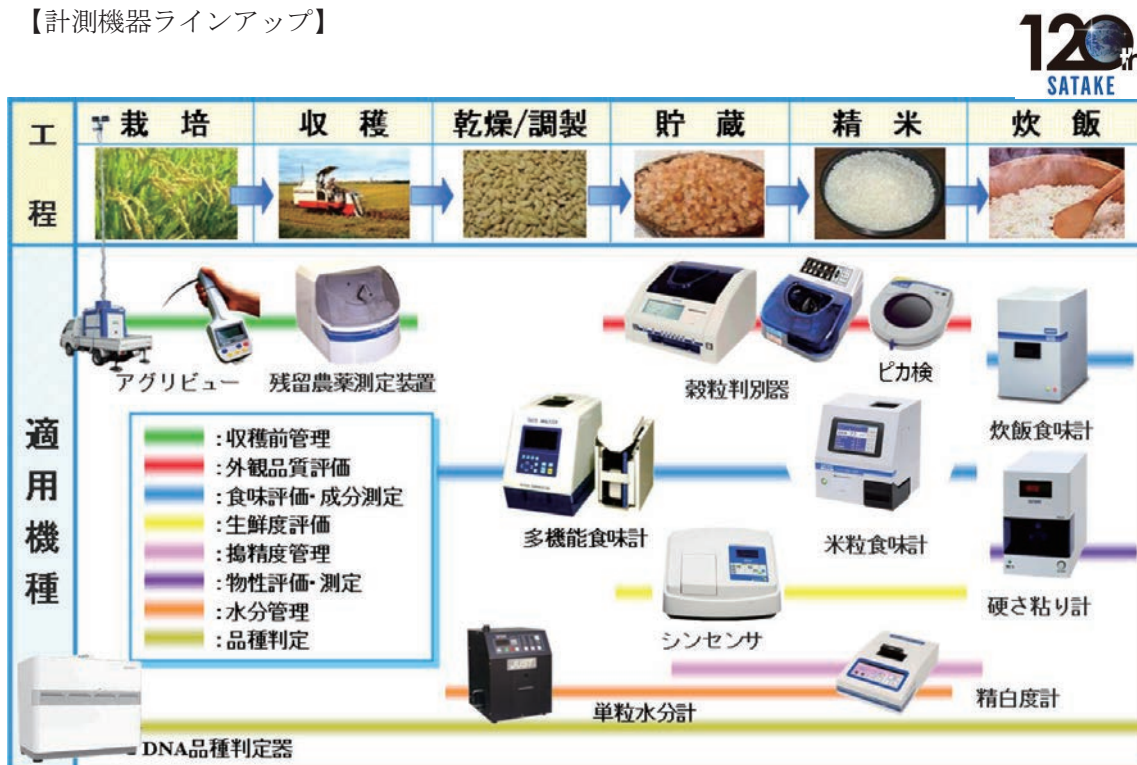 【計測機器ラインアップ】
120th
SATAKE
工程
栽培
収穫
乾燥/調製
貯蔵
精米
炊飯
適用機種
アグリビュー
残留農薬測定装置
穀粒判別器
ピカ検
炊飯食味計
:収穫前管理
:外観品質評価
:食味評価・成分測定
:生鮮度評価
:搗精度管理
:物性評価・測定
:水分管理
:品種判定
多機能食味計
米粒食味計
硬さ粘り計
シンセンサ
JUST
単粒水分計
精白度計
DNA品種判定器